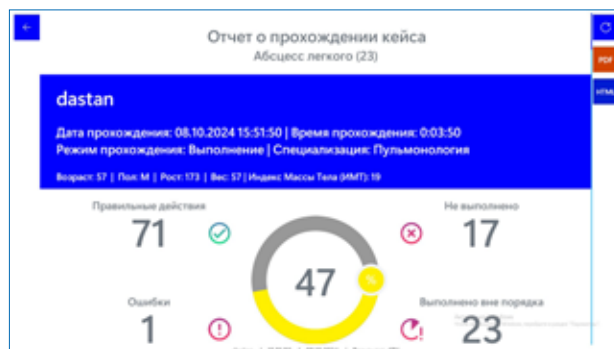 Отчет о прохождении кейса
Абсцесс легкого (23)
PDF
HTML
dastan
Дата прохождения: 08.10.2024 15:51:50 | Время прохождения: 0:03:50
Режим прохождения: Выполнение | Специализация: Пульмонология
Возраст: 57 | Пол: М | Рост: 173 | Вес: 57 | Индекс Массы Тела (ИМТ): 19
Правильные действия
71
Не выполнено
17
47
%
Ошибки
1
Выполнено вне порядка
23